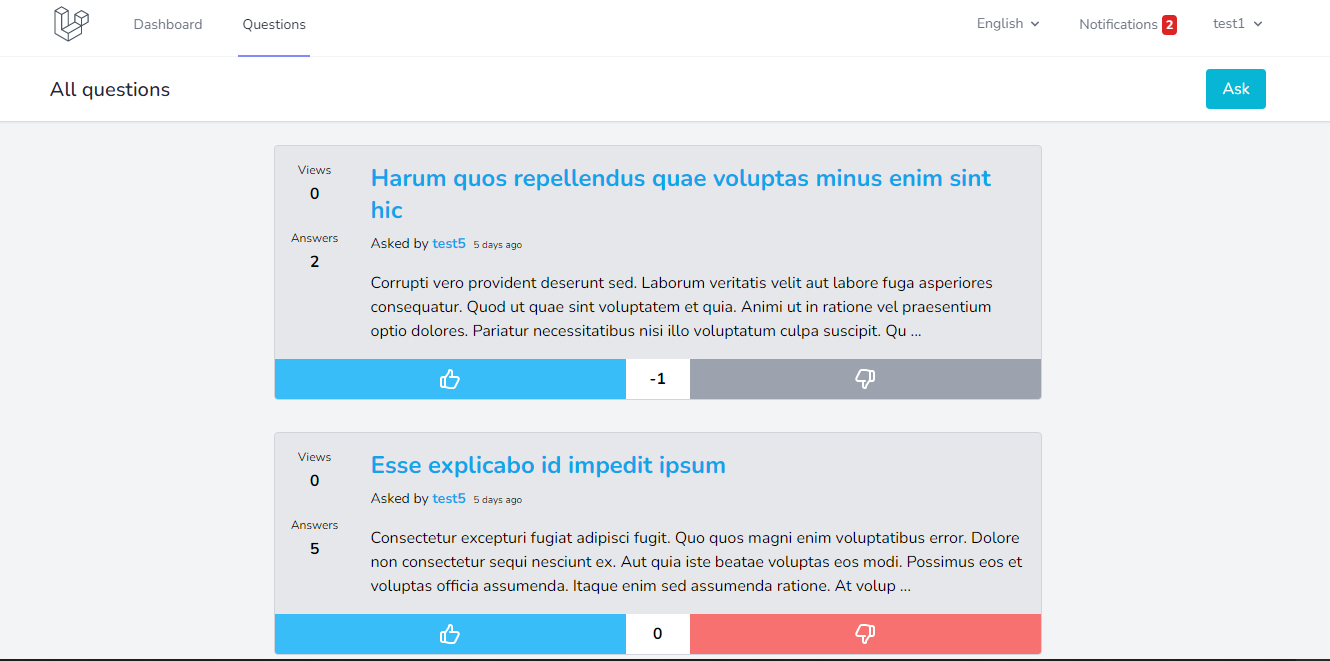 Dashboard Questions English Notifications 2 test1
All questions Ask
Views
0
Answers
2
Harum quos repellendus quae voluptas minus enim sint
hic
Asked by test5 5 days ago
Corrupti vero provident deserunt sed. Laborum veritatis velit aut labore fuga asperiores
consequatur. Quod ut quae sint voluptatem et quia. Animi ut in ratione vel praesentium
optio dolores. Pariatur necessitatibus nisi illo voluptatum culpa suscipit. Qu ...
-1
Views
0
Answers
5
Esse explicabo id impedit ipsum
Asked by test5 5 days ago
Consectetur excepturi fugiat adipisci fugit. Quo quos magni enim voluptatibus error. Dolore
non consectetur sequi nesciunt ex. Aut quia iste beatae voluptas eos modi. Possimus eos et
voluptas officia assumenda. Itaque enim sed assumenda ratione. At volup ...
0